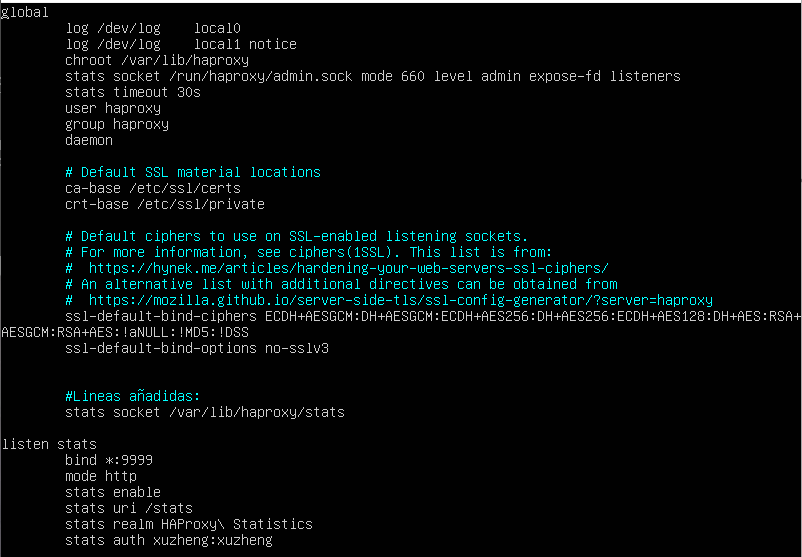 global
log /dev/log local0
log /dev/log local1 notice
chroot /var/lib/haproxy
stats socket /run/haproxy/admin.sock mode 660 level admin expose-fd listeners
stats timeout 30s
user haproxy
group haproxy
daemon
# Default SSL material locations
ca-base /etc/ssl/certs
crt-base /etc/ssl/private
# Default ciphers to use on SSL-enabled listening sockets.
# For more information, see ciphers(1SSL). This list is from:
#  https://hynek.me/articles/hardening-your-web-servers-ssl-ciphers/
# An alternative list with additional directives can be obtained from
#  https://mozilla.github.io/server-side-tls/ssl-config-generator/?server=haproxy
ssl-default-bind-ciphers ECDH+AESGCM:DH+AESGCM:ECDH+AES256:DH+AES256:ECDH+AES128:DH+AES:RSA+
AESGCM:RSA+AES:!aNULL:!MD5:!DSS
ssl-default-bind-options no-sslv3
#Lineas añadidas:
stats socket /var/lib/haproxy/stats
listen stats
bind *:9999
mode http
stats enable
stats uri /stats
stats realm HAProxy\ Statistics
stats auth xuzheng:xuzheng